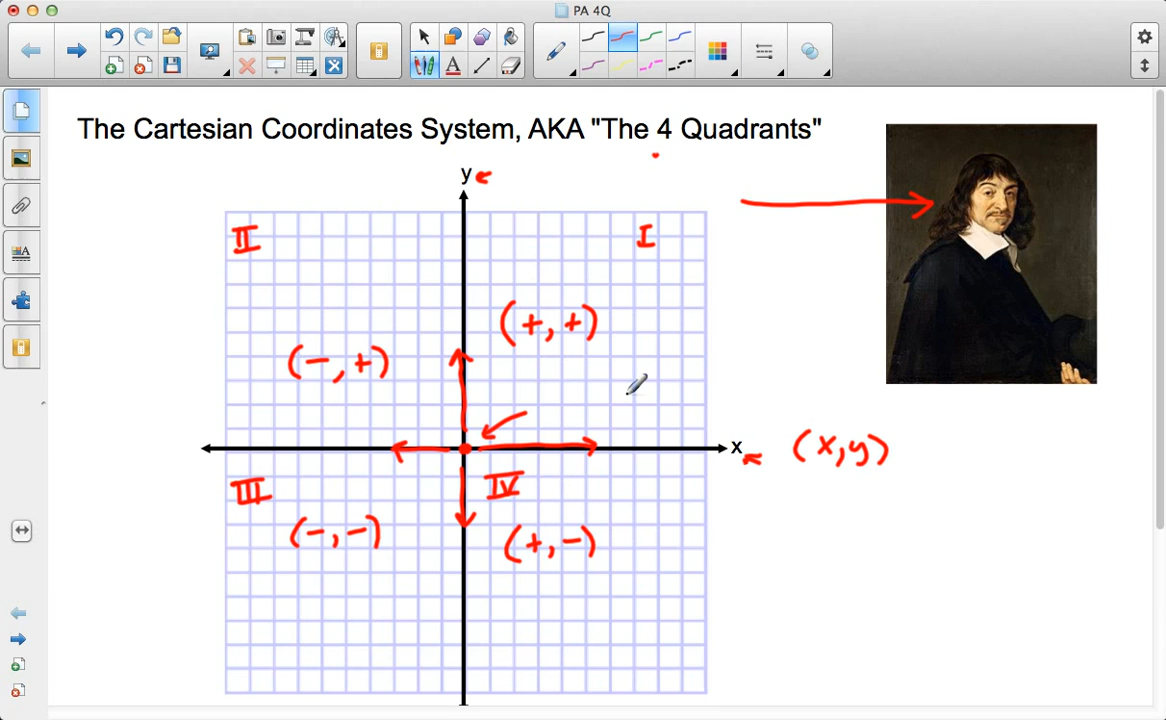 PA 4Q
The Cartesian Coordinates System, AKA "The 4 Quadrants"
y
II
I
(+, +)
(-, +)
x
(x, y)
III
IV
(-, -)
(+, -)